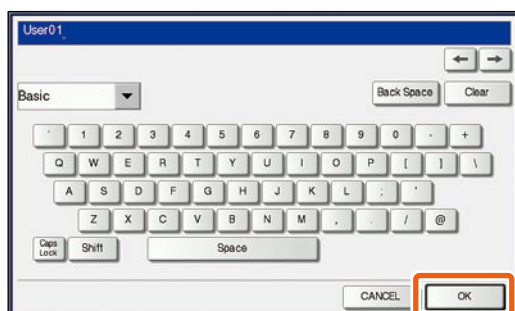 User01_
← →
Basic Back Space Clear
` 1 2 3 4 5 6 7 8 9 0 - +
Q W E R T Y U I O P [ ] \
A S D F G H J K L ; '
Z X C V B N M , . / @
Caps Lock Shift Space
CANCEL OK